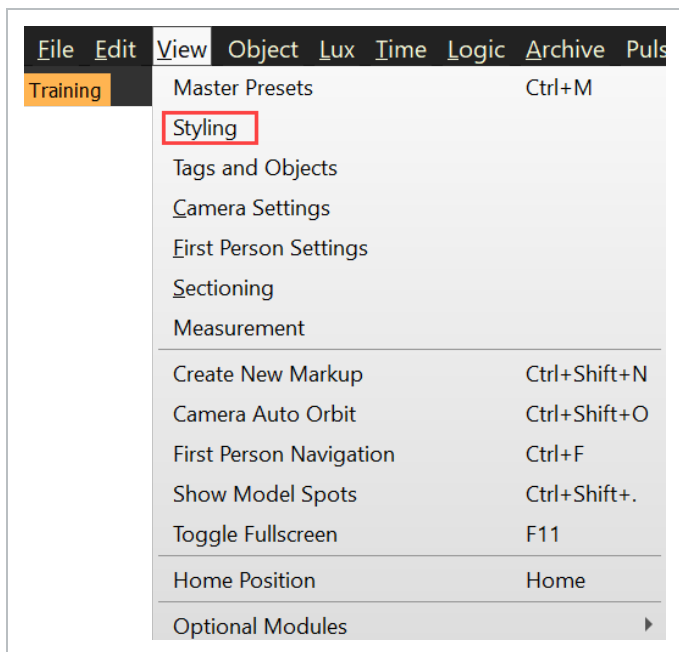 File Edit View Object Lux Time Logic Archive Puls
Training
Master Presets Ctrl+M
Styling
Tags and Objects
Camera Settings
First Person Settings
Sectioning
Measurement
Create New Markup Ctrl+Shift+N
Camera Auto Orbit Ctrl+Shift+O
First Person Navigation Ctrl+F
Show Model Spots Ctrl+Shift+.
Toggle Fullscreen F11
Home Position Home
Optional Modules